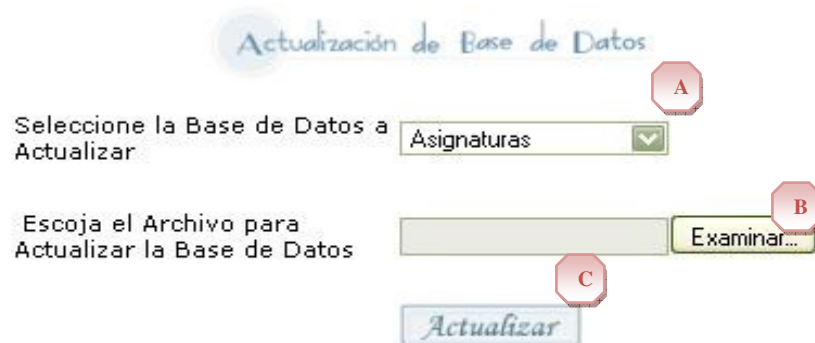 Actualización de Base de Datos
A
Seleccione la Base de Datos a
Actualizar
Asignaturas
B
Escoja el Archivo para
Actualizar la Base de Datos
Examinar...
C
Actualizar